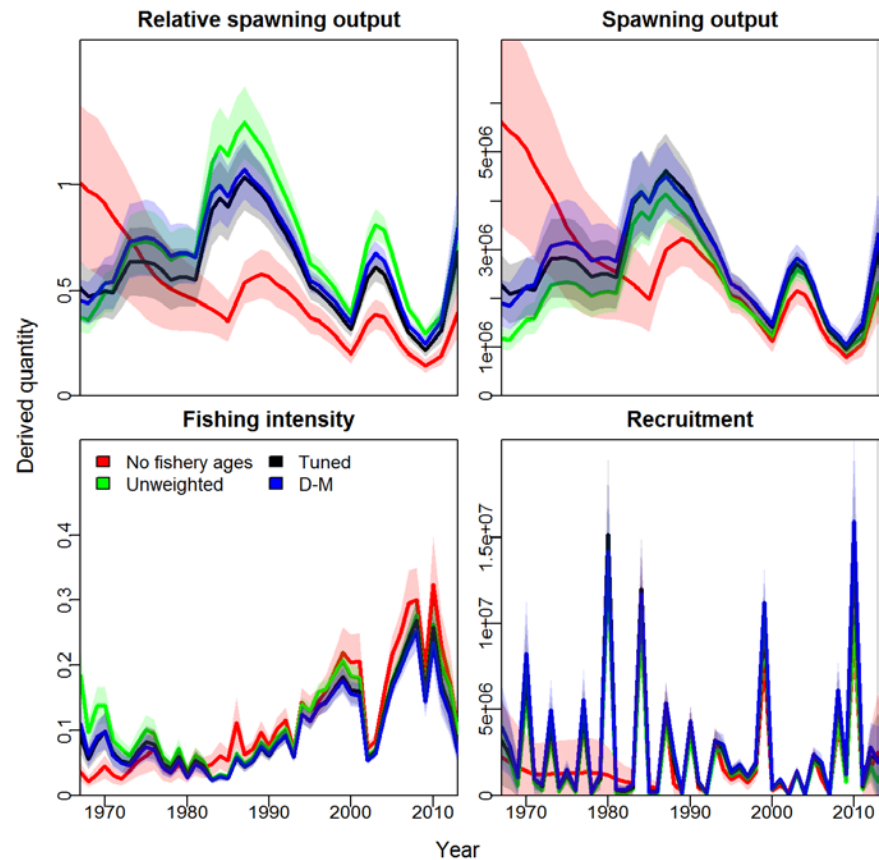 Relative spawning output
Spawning output
0 0.5 1
0 1e+06 3e+06 5e+06
Derived quantity
Fishing intensity
Recruitment
No fishery ages
Tuned
Unweighted
D-M
0 0.1 0.2 0.3 0.4
0 5e+06 1e+07 1.5e+07
1970 1980 1990 2000 2010
1970 1980 1990 2000 2010
Year